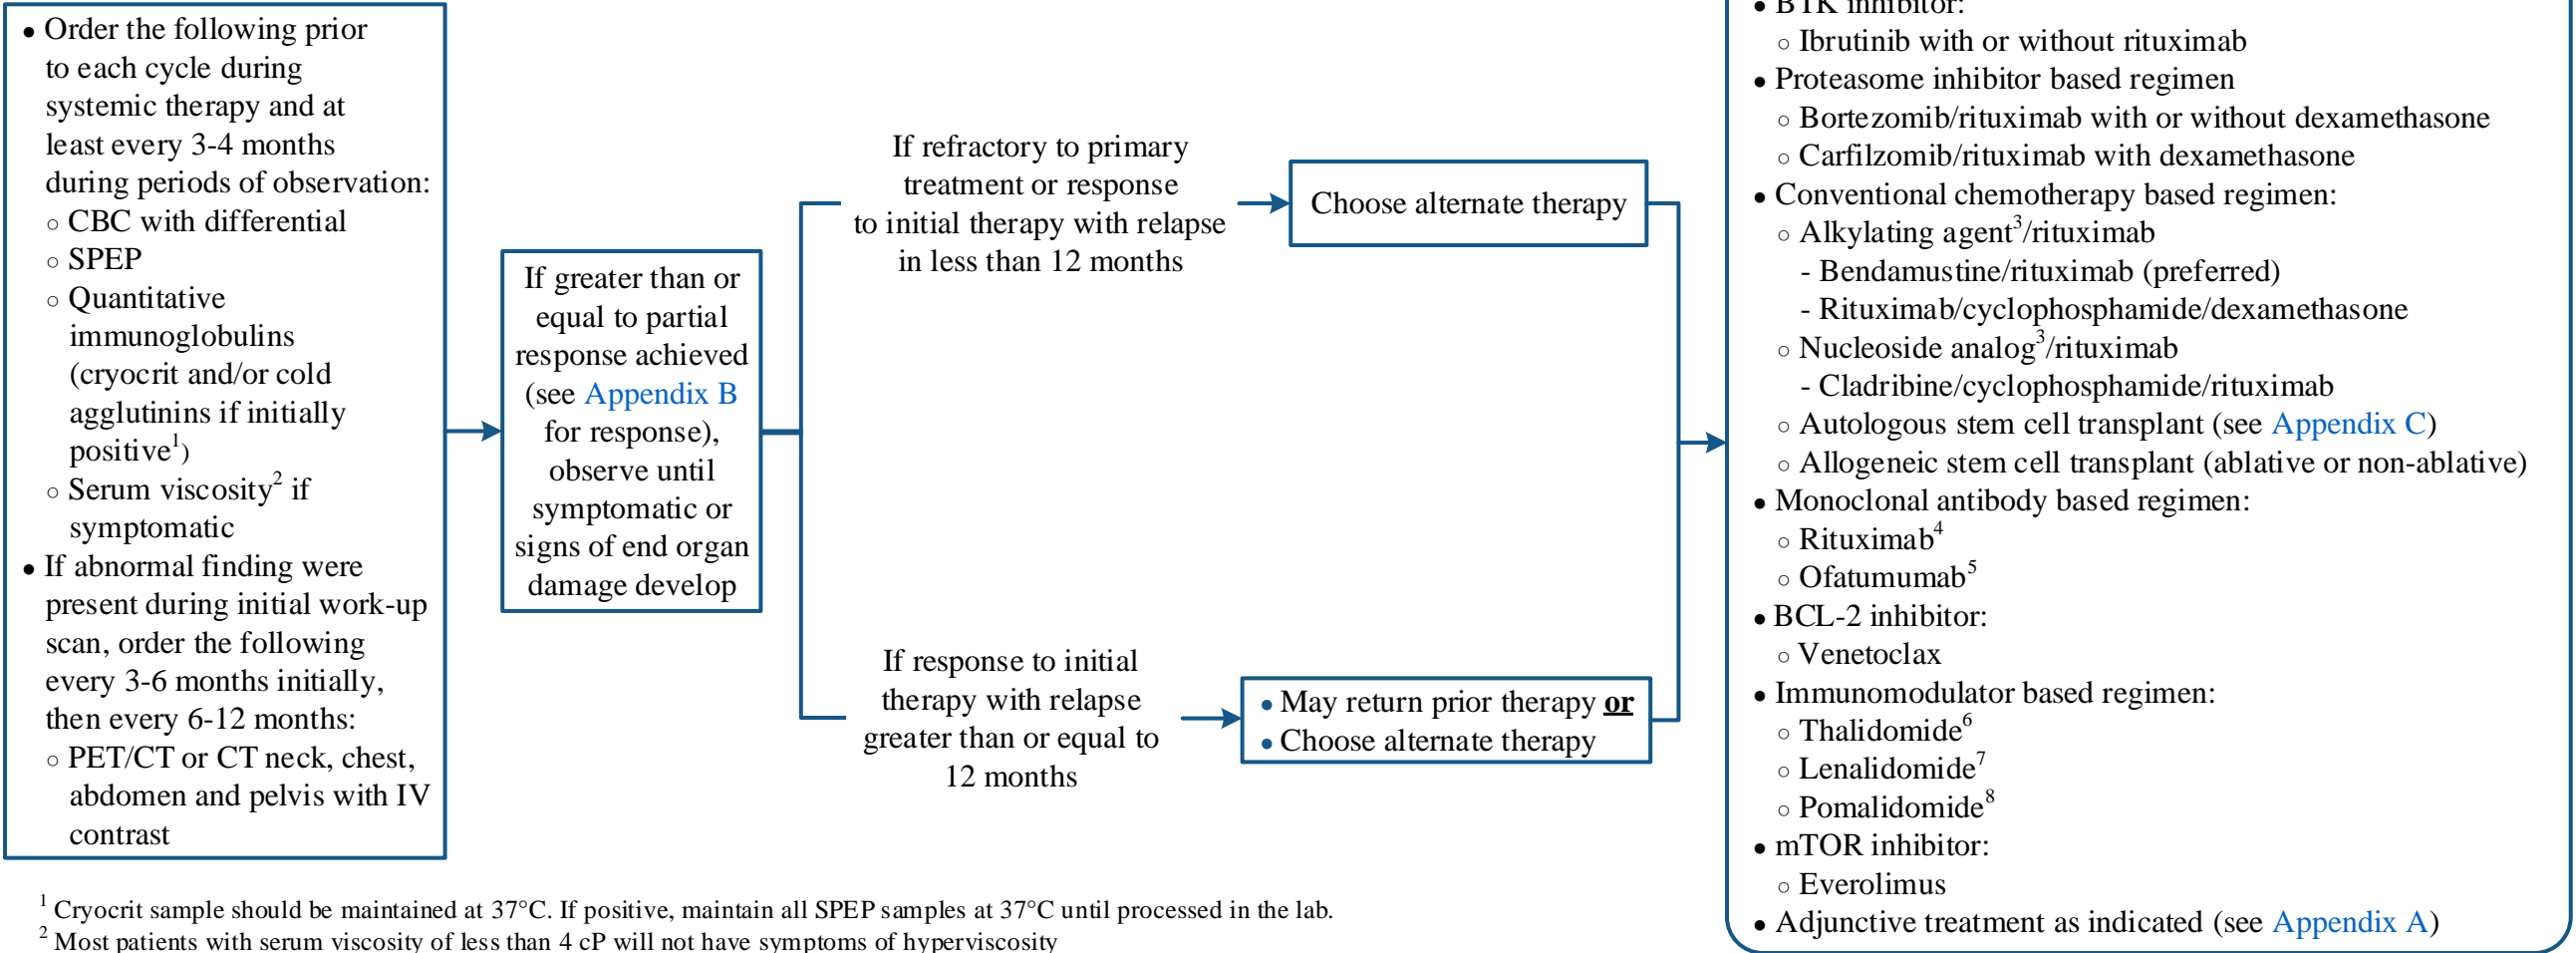 ● Order the following prior
to each cycle during
systemic therapy and at
least every 3-4 months
during periods of observation:
○ CBC with differential
○ SPEP
○ Quantitative
immunoglobulins
(cryocrit and/or cold
agglutinins if initially
positive¹)
○ Serum viscosity² if
symptomatic
● If abnormal finding were
present during initial work-up
scan, order the following
every 3-6 months initially,
then every 6-12 months:
○ PET/CT or CT neck, chest,
abdomen and pelvis with IV
contrast
If greater than or
equal to partial
response achieved
(see Appendix B
for response),
observe until
symptomatic or
signs of end organ
damage develop
If refractory to primary
treatment or response
to initial therapy with relapse
in less than 12 months
Choose alternate therapy
If response to initial
therapy with relapse
greater than or equal to
12 months
● May return prior therapy or
● Choose alternate therapy
● BTK inhibitor:
○ Ibrutinib with or without rituximab
● Proteasome inhibitor based regimen
○ Bortezomib/rituximab with or without dexamethasone
○ Carfilzomib/rituximab with dexamethasone
● Conventional chemotherapy based regimen:
○ Alkylating agent³/rituximab
- Bendamustine/rituximab (preferred)
- Rituximab/cyclophosphamide/dexamethasone
○ Nucleoside analog³/rituximab
- Cladribine/cyclophosphamide/rituximab
○ Autologous stem cell transplant (see Appendix C)
○ Allogeneic stem cell transplant (ablative or non-ablative)
● Monoclonal antibody based regimen:
○ Rituximab⁴
○ Ofatumumab⁵
● BCL-2 inhibitor:
○ Venetoclax
● Immunomodulator based regimen:
○ Thalidomide⁶
○ Lenalidomide⁷
○ Pomalidomide⁸
● mTOR inhibitor:
○ Everolimus
● Adjunctive treatment as indicated (see Appendix A)
¹ Cryocrit sample should be maintained at 37°C. If positive, maintain all SPEP samples at 37°C until processed in the lab.
² Most patients with serum viscosity of less than 4 cP will not have symptoms of hyperviscosity